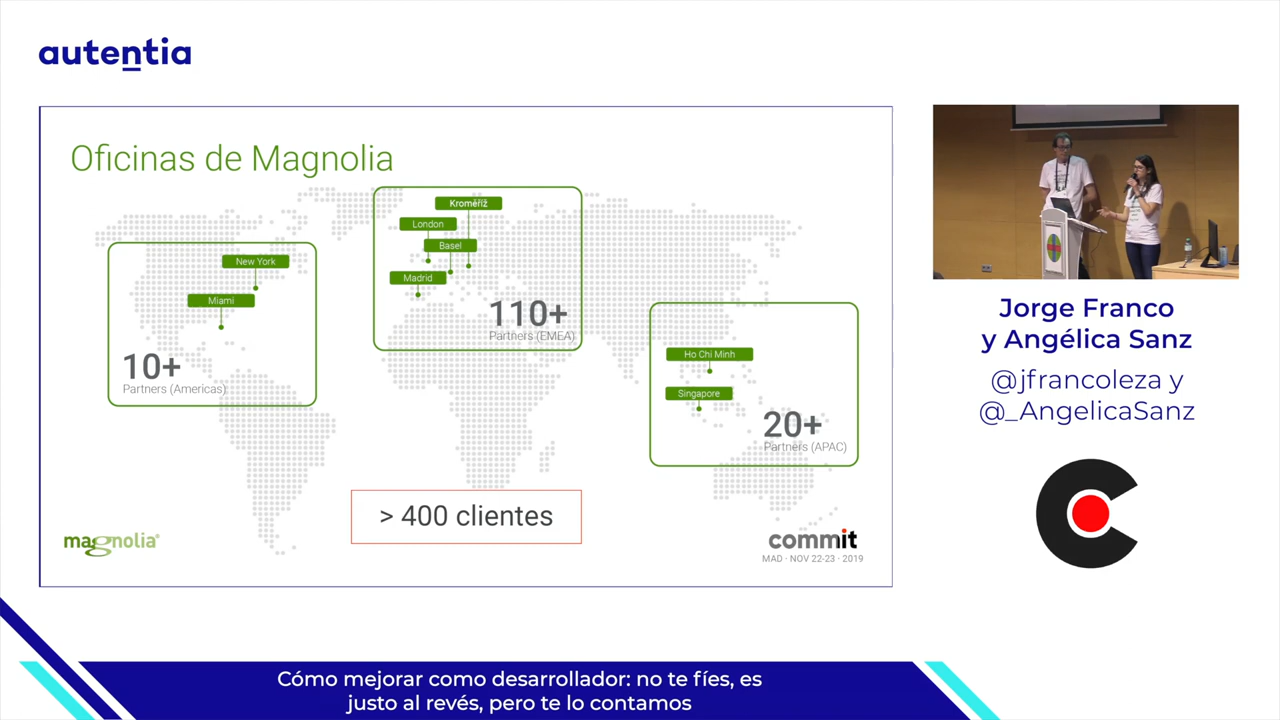 autentia
Oficinas de Magnolia
Kroměříž
London
Basel
Madrid
New York
Miami
110+
Partners (EMEA)
10+
Partners (Americas)
Ho Chi Minh
Singapore
20+
Partners (APAC)
> 400 clientes
magnolia®
commit
MAD · NOV 22-23 · 2019
Jorge Franco
y Angélica Sanz
@jfrancoleza y
@_AngelicaSanz
Cómo mejorar como desarrollador: no te fíes, es
justo al revés, pero te lo contamos